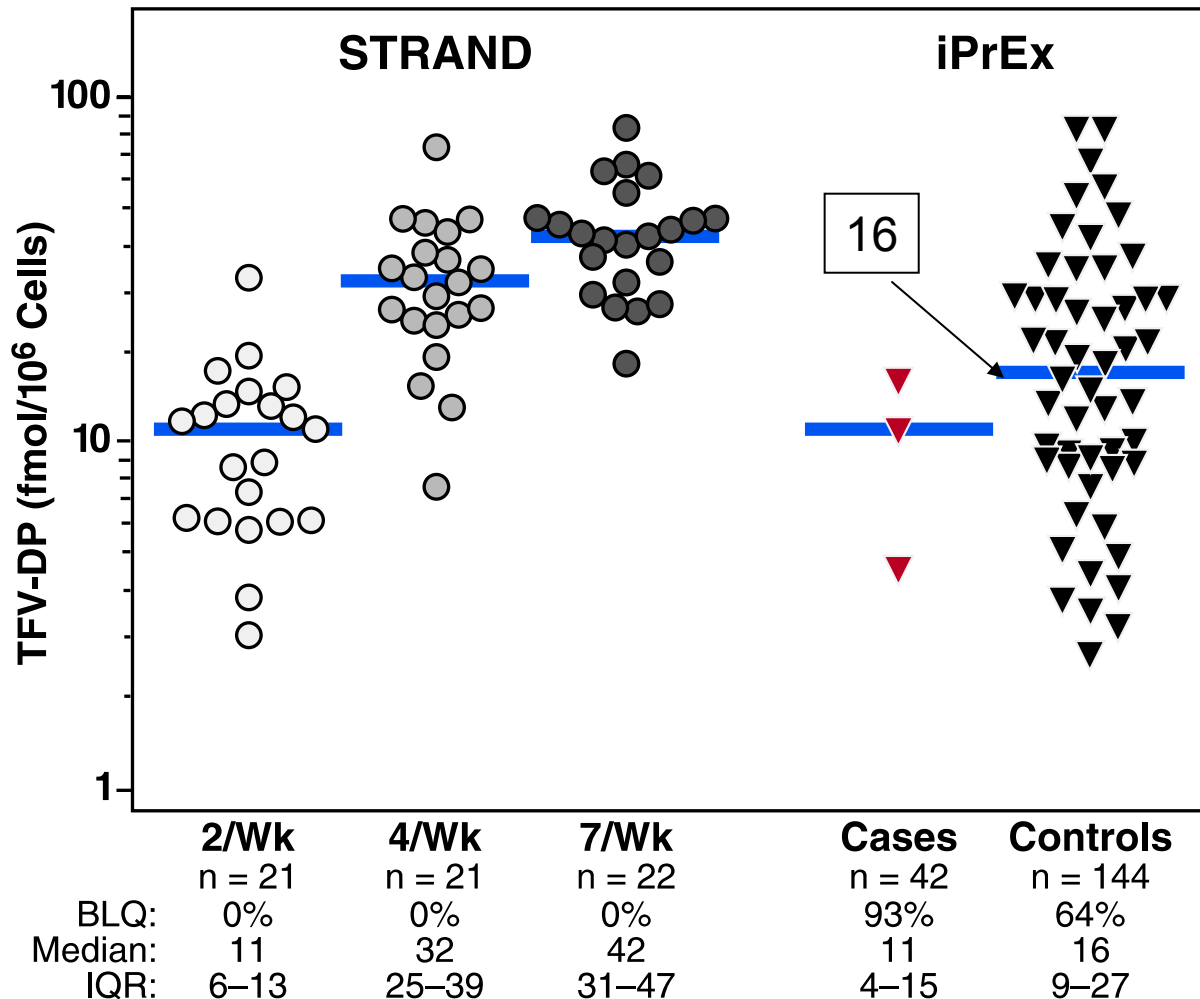 STRAND iPrEx
100
10
1
TFV-DP (fmol/10⁶ Cells)
16
2/Wk 4/Wk 7/Wk Cases Controls
n = 21 n = 21 n = 22 n = 42 n = 144
BLQ: 0% 0% 0% 93% 64%
Median: 11 32 42 11 16
IQR: 6–13 25–39 31–47 4–15 9–27